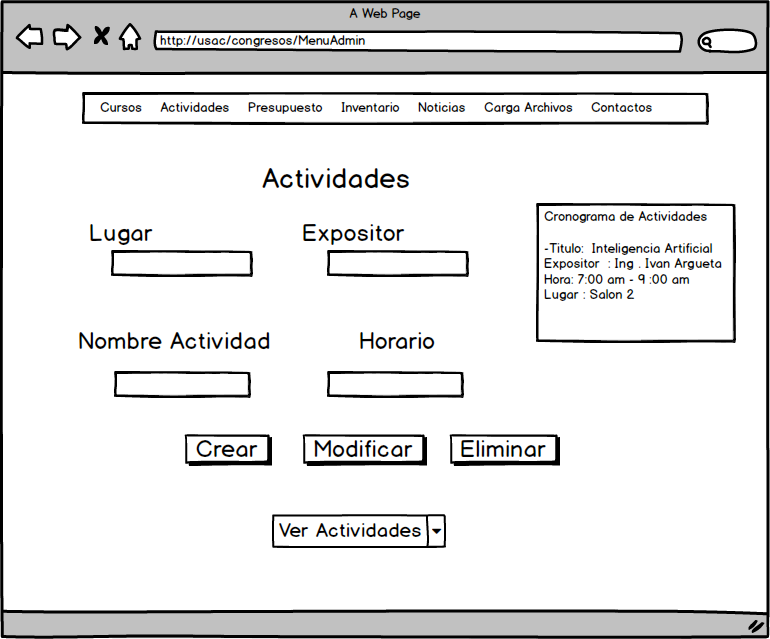 A Web Page
http://usac/congresos/MenuAdmin
Cursos Actividades Presupuesto Inventario Noticias Carga Archivos Contactos
Actividades
Lugar Expositor
Nombre Actividad Horario
Crear Modificar Eliminar
Ver Actividades
Cronograma de Actividades
-Titulo: Inteligencia Artificial
Expositor : Ing . Ivan Argueta
Hora: 7:00 am - 9 :00 am
Lugar : Salon 2